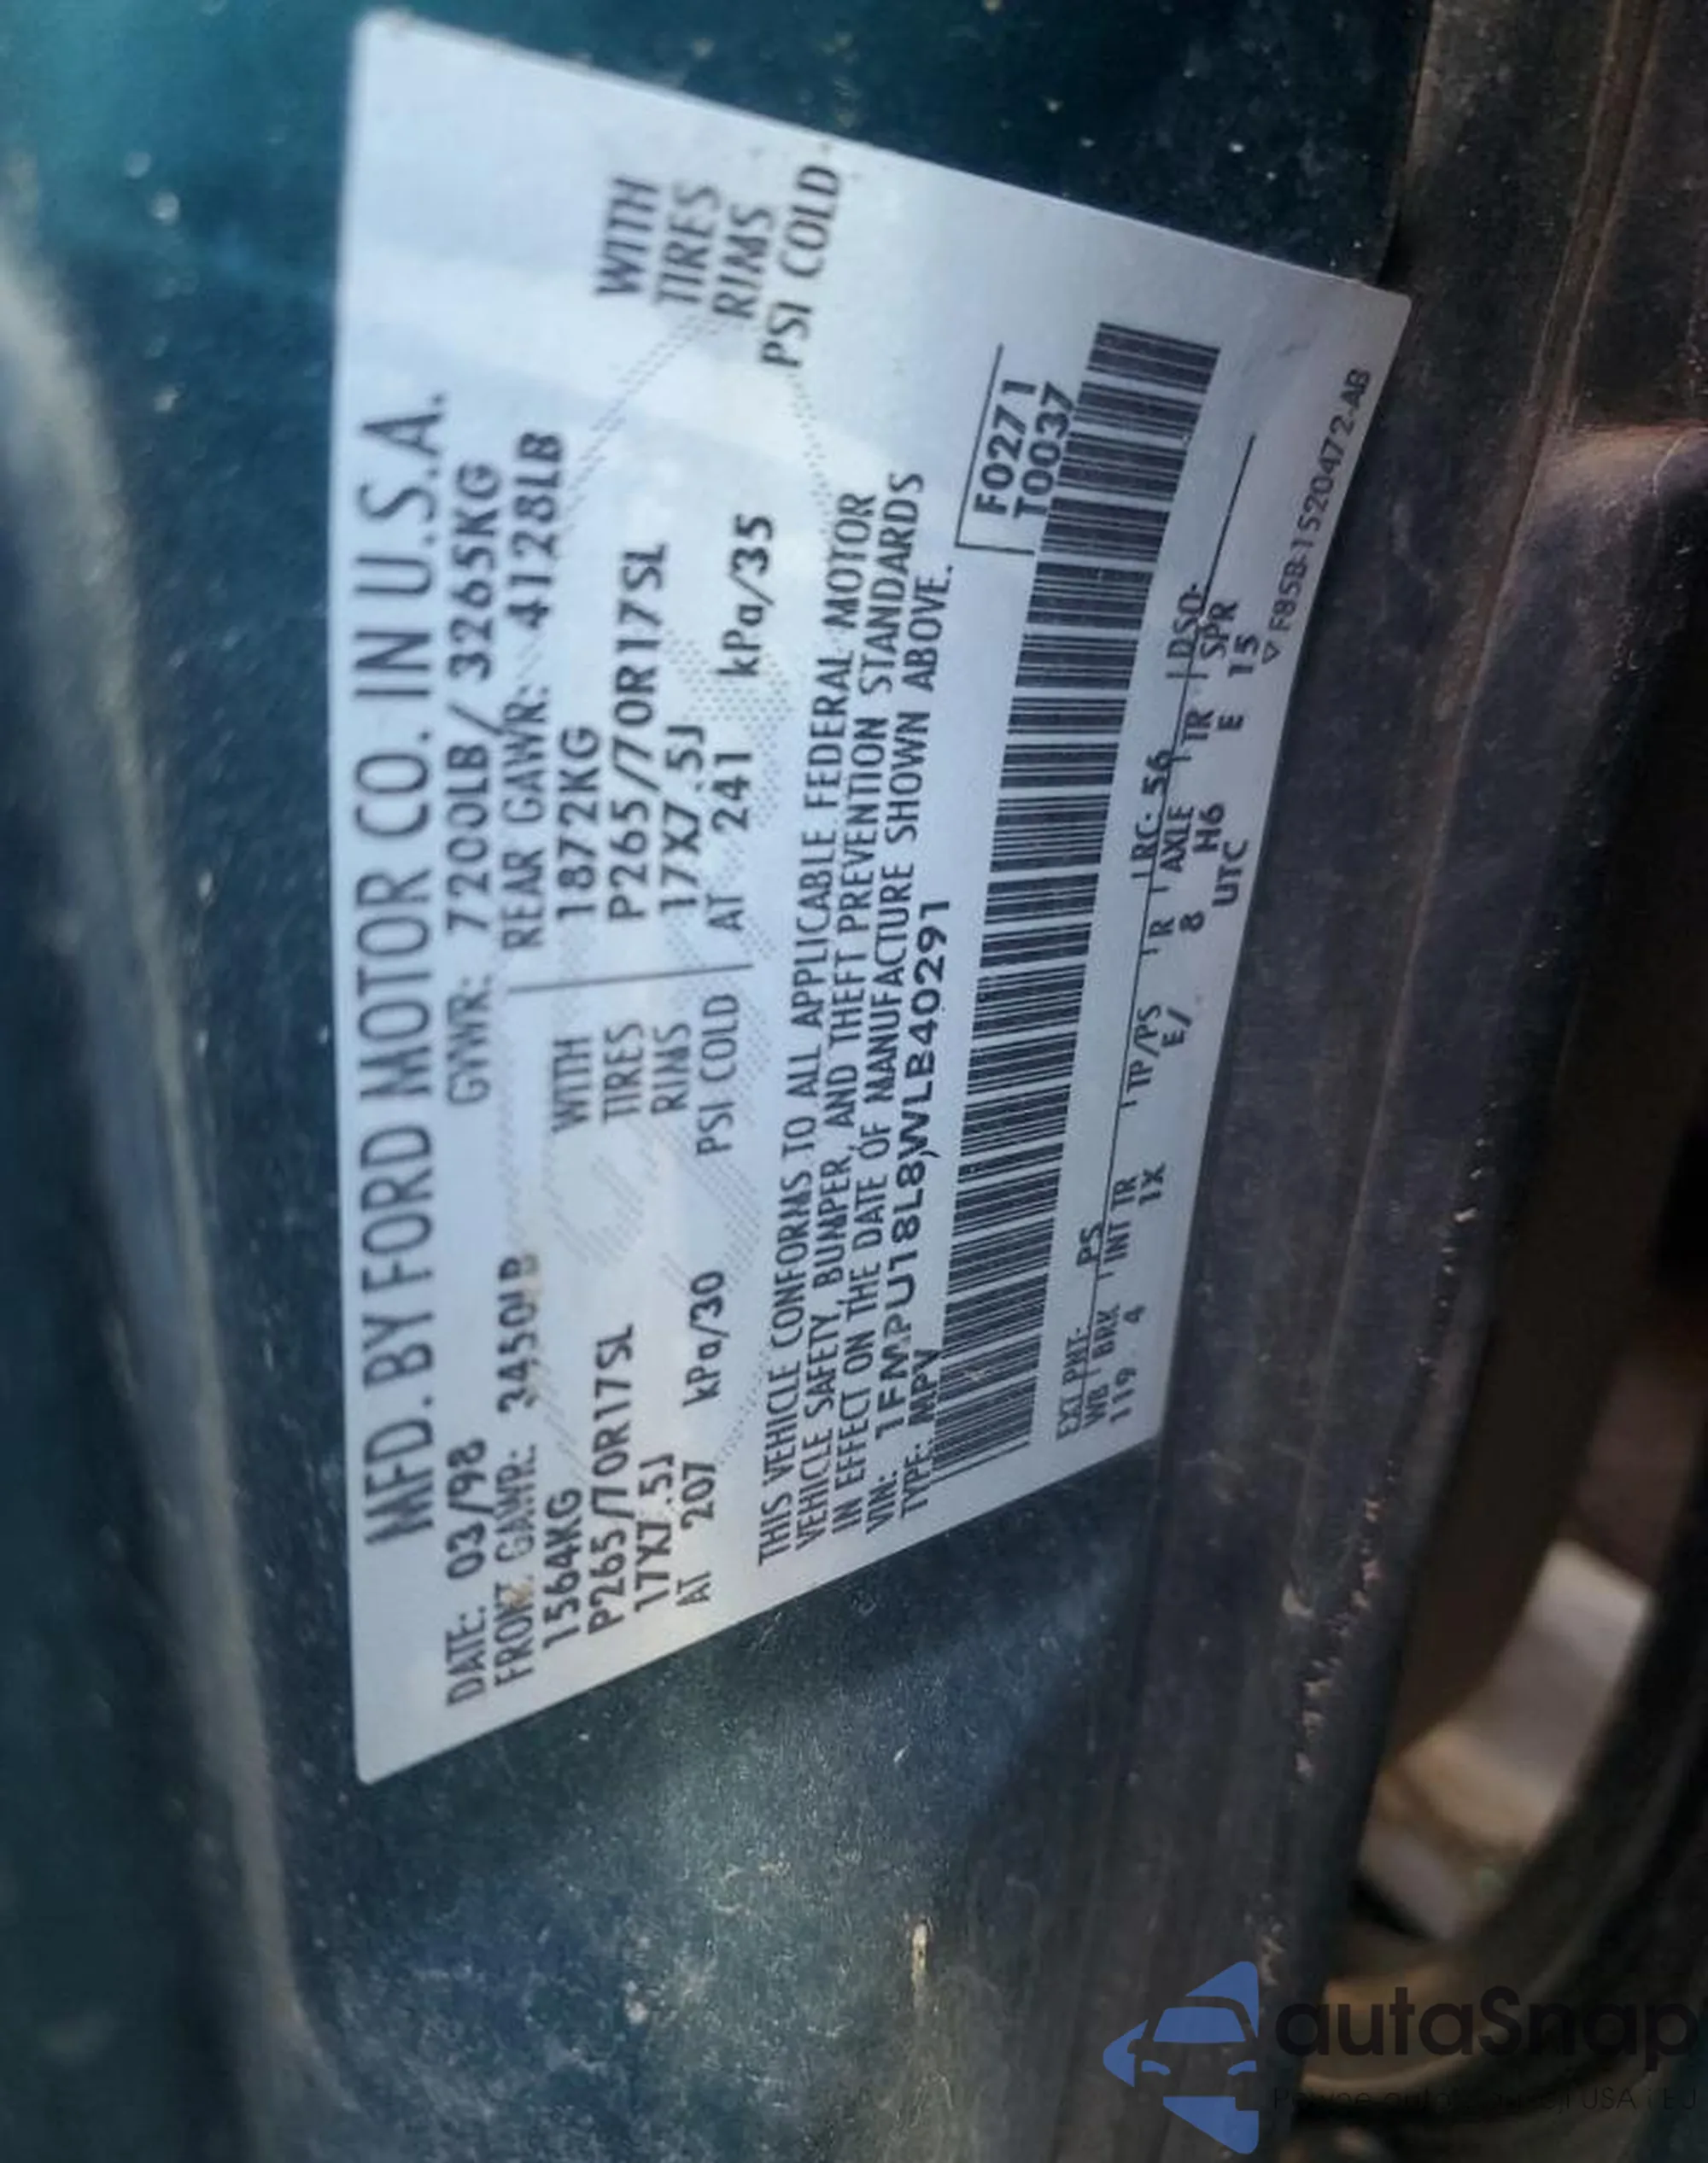 MFD. BY FORD MOTOR CO. IN U.S.A.
DATE: 03/98 GVWR: 7200LB/ 3265KG
FRONT GAWR: 3450LB REAR GAWR: 4128LB
1564KG WITH 1872KG WITH
P265/70R17SL TIRES P265/70R17SL TIRES
17X7.5J RIMS 17X7.5J RIMS
AT 207 kPa/30 PSI COLD AT 241 kPa/35 PSI COLD
THIS VEHICLE CONFORMS TO ALL APPLICABLE FEDERAL MOTOR
VEHICLE SAFETY, BUMPER, AND THEFT PREVENTION STANDARDS
IN EFFECT ON THE DATE OF MANUFACTURE SHOWN ABOVE.
VIN: 1FMPU18L8WLB40291
TYPE: MPV
F0271
T0037
EXT PNT: PS RC: 56 DSO:
WB BRK INT TR TP/PS R AXLE TR SPR
119 4 1X E/ 8 H6 E 15
UTC
▽ F85B-1520472-AB
autaSnap